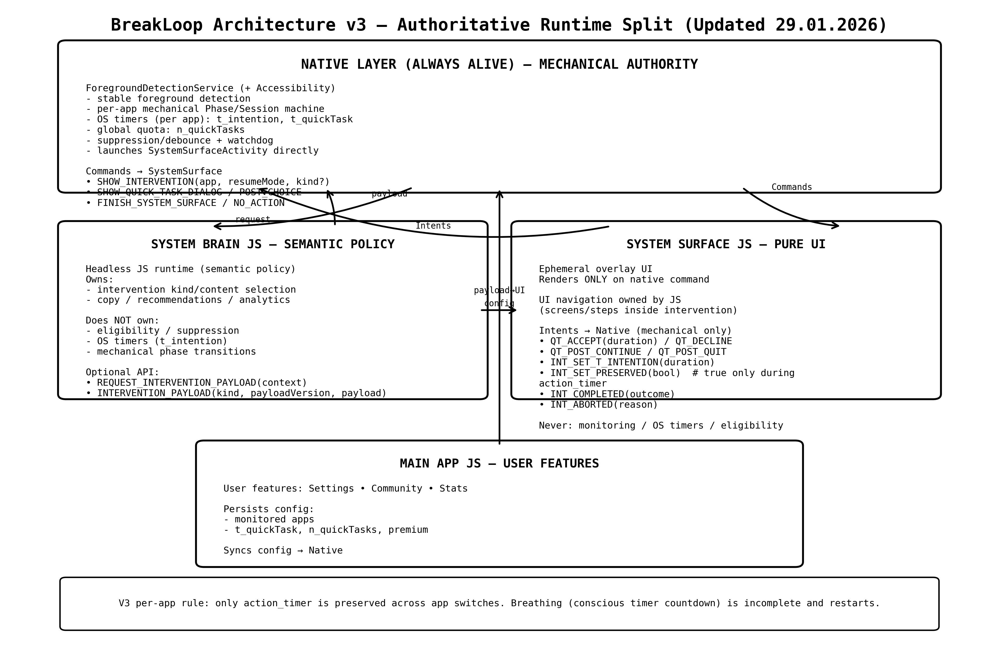 BreakLoop Architecture v3 — Authoritative Runtime Split (Updated 29.01.2026)
NATIVE LAYER (ALWAYS ALIVE) — MECHANICAL AUTHORITY
ForegroundDetectionService (+ Accessibility)
- stable foreground detection
- per-app mechanical Phase/Session machine
- OS timers (per app): t_intention, t_quickTask
- global quota: n_quickTasks
- suppression/debounce + watchdog
- launches SystemSurfaceActivity directly
Commands → SystemSurface
• SHOW_INTERVENTION(app, resumeMode, kind?)
• SHOW_QUICK_TASK_DIALOG / POST_CHOICE
• FINISH_SYSTEM_SURFACE / NO_ACTION
payload
Commands
request
Intents
SYSTEM BRAIN JS — SEMANTIC POLICY
Headless JS runtime (semantic policy)
Owns:
- intervention kind/content selection
- copy / recommendations / analytics
Does NOT own:
- eligibility / suppression
- OS timers (t_intention)
- mechanical phase transitions
Optional API:
• REQUEST_INTERVENTION_PAYLOAD(context)
• INTERVENTION_PAYLOAD(kind, payloadVersion, payload)
payload→UI
config
SYSTEM SURFACE JS — PURE UI
Ephemeral overlay UI
Renders ONLY on native command
UI navigation owned by JS
(screens/steps inside intervention)
Intents → Native (mechanical only)
• QT_ACCEPT(duration) / QT_DECLINE
• QT_POST_CONTINUE / QT_POST_QUIT
• INT_SET_T_INTENTION(duration)
• INT_SET_PRESERVED(bool)  # true only during
action_timer
• INT_COMPLETED(outcome)
• INT_ABORTED(reason)
Never: monitoring / OS timers / eligibility
MAIN APP JS — USER FEATURES
User features: Settings • Community • Stats
Persists config:
- monitored apps
- t_quickTask, n_quickTasks, premium
Syncs config → Native
V3 per-app rule: only action_timer is preserved across app switches. Breathing (conscious timer countdown) is incomplete and restarts.